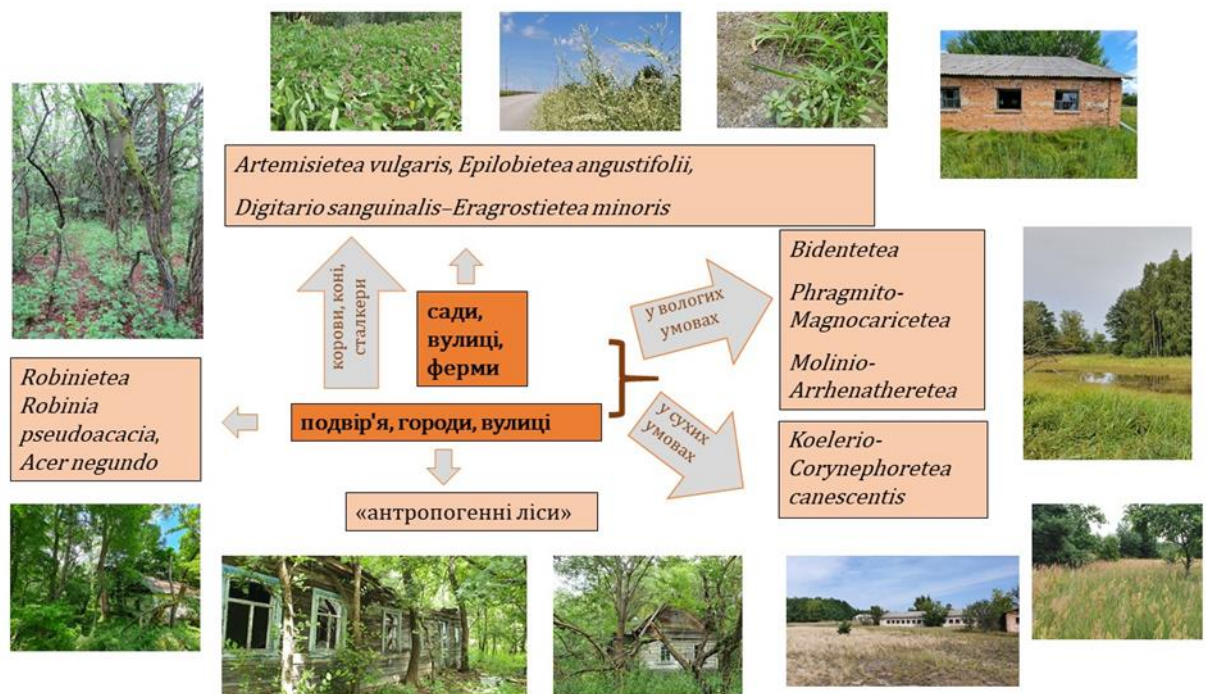 Artemisietea vulgaris, Epilobietea angustifolii,
Digitario sanguinalis–Eragrostietea minoris
корови, коні,
сталкери
сади,
вулиці,
ферми
у вологих
умовах
Bidentetea
Phragmito-
Magnocaricetea
Molinio-
Arrhenatheretea
Robinietea
Robinia
pseudoacacia,
Acer negundo
подвір'я, городи, вулиці
у сухих
умовах
Koelerio-
Corynephoretea
canescentis
«антропогенні ліси»